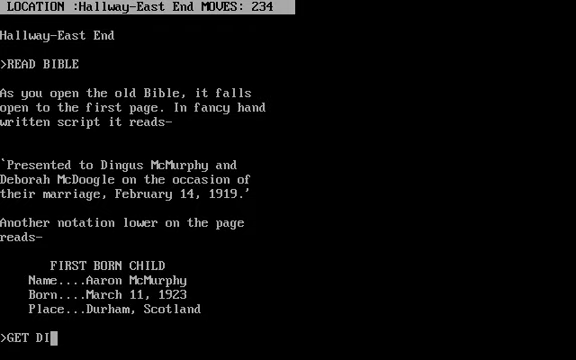 LOCATION :Hallway-East End MOVES: 234
Hallway-East End
>READ BIBLE
As you open the old Bible, it falls
open to the first page. In fancy hand
written script it reads-
`Presented to Dingus McMurphy and
Deborah McDoogle on the occasion of
their marriage, February 14, 1919.'
Another notation lower on the page
reads-
FIRST BORN CHILD
Name....Aaron McMurphy
Born....March 11, 1923
Place...Durham, Scotland
>GET DI